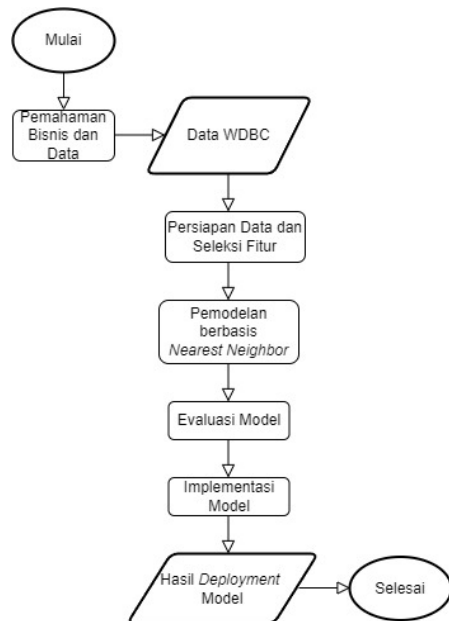 Mulai
Pemahaman
Bisnis dan
Data
Data WDBC
Persiapan Data dan
Seleksi Fitur
Pemodelan
berbasis
Nearest Neighbor
Evaluasi Model
Implementasi
Model
Hasil Deployment
Model
Selesai